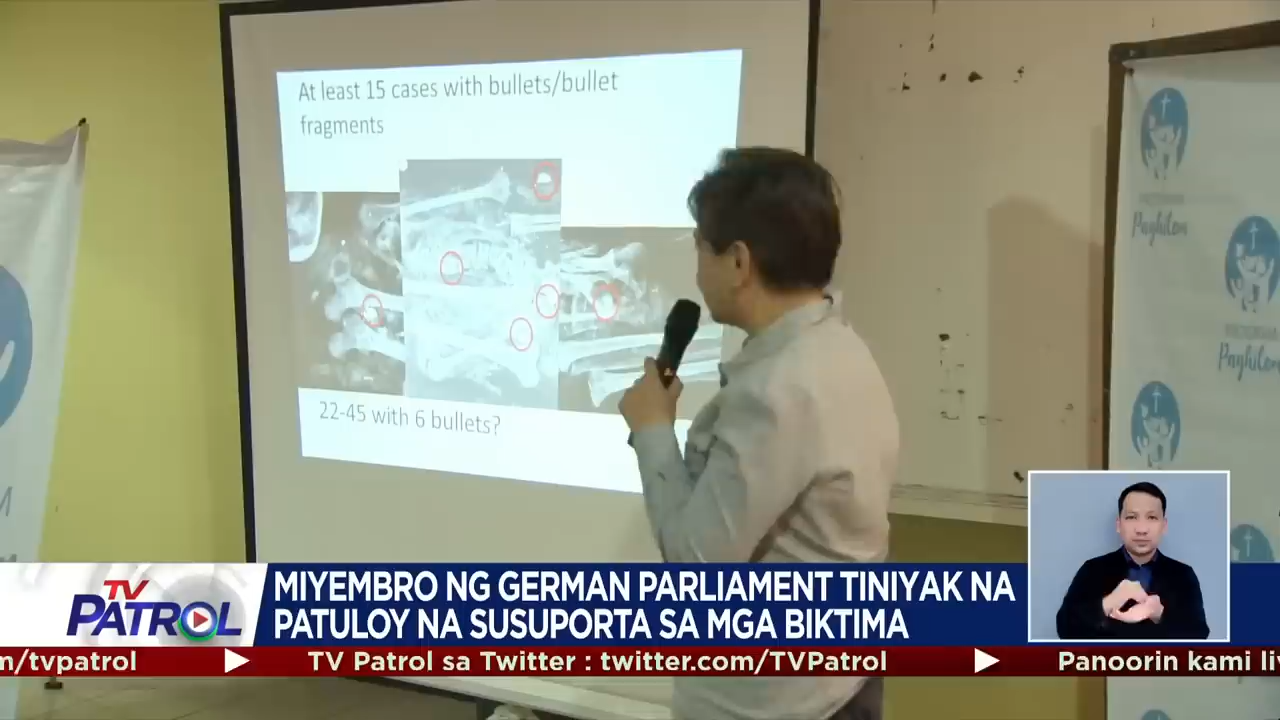 At least 15 cases with bullets/bullet
fragments
22-45 with 6 bullets?
Paghilom
Paghilom
TV
PATROL
MIYEMBRO NG GERMAN PARLIAMENT TINIYAK NA
PATULOY NA SUSUPORTA SA MGA BIKTIMA
m/tvpatrol
TV Patrol sa Twitter : twitter.com/TVPatrol
Panoorin kami liv